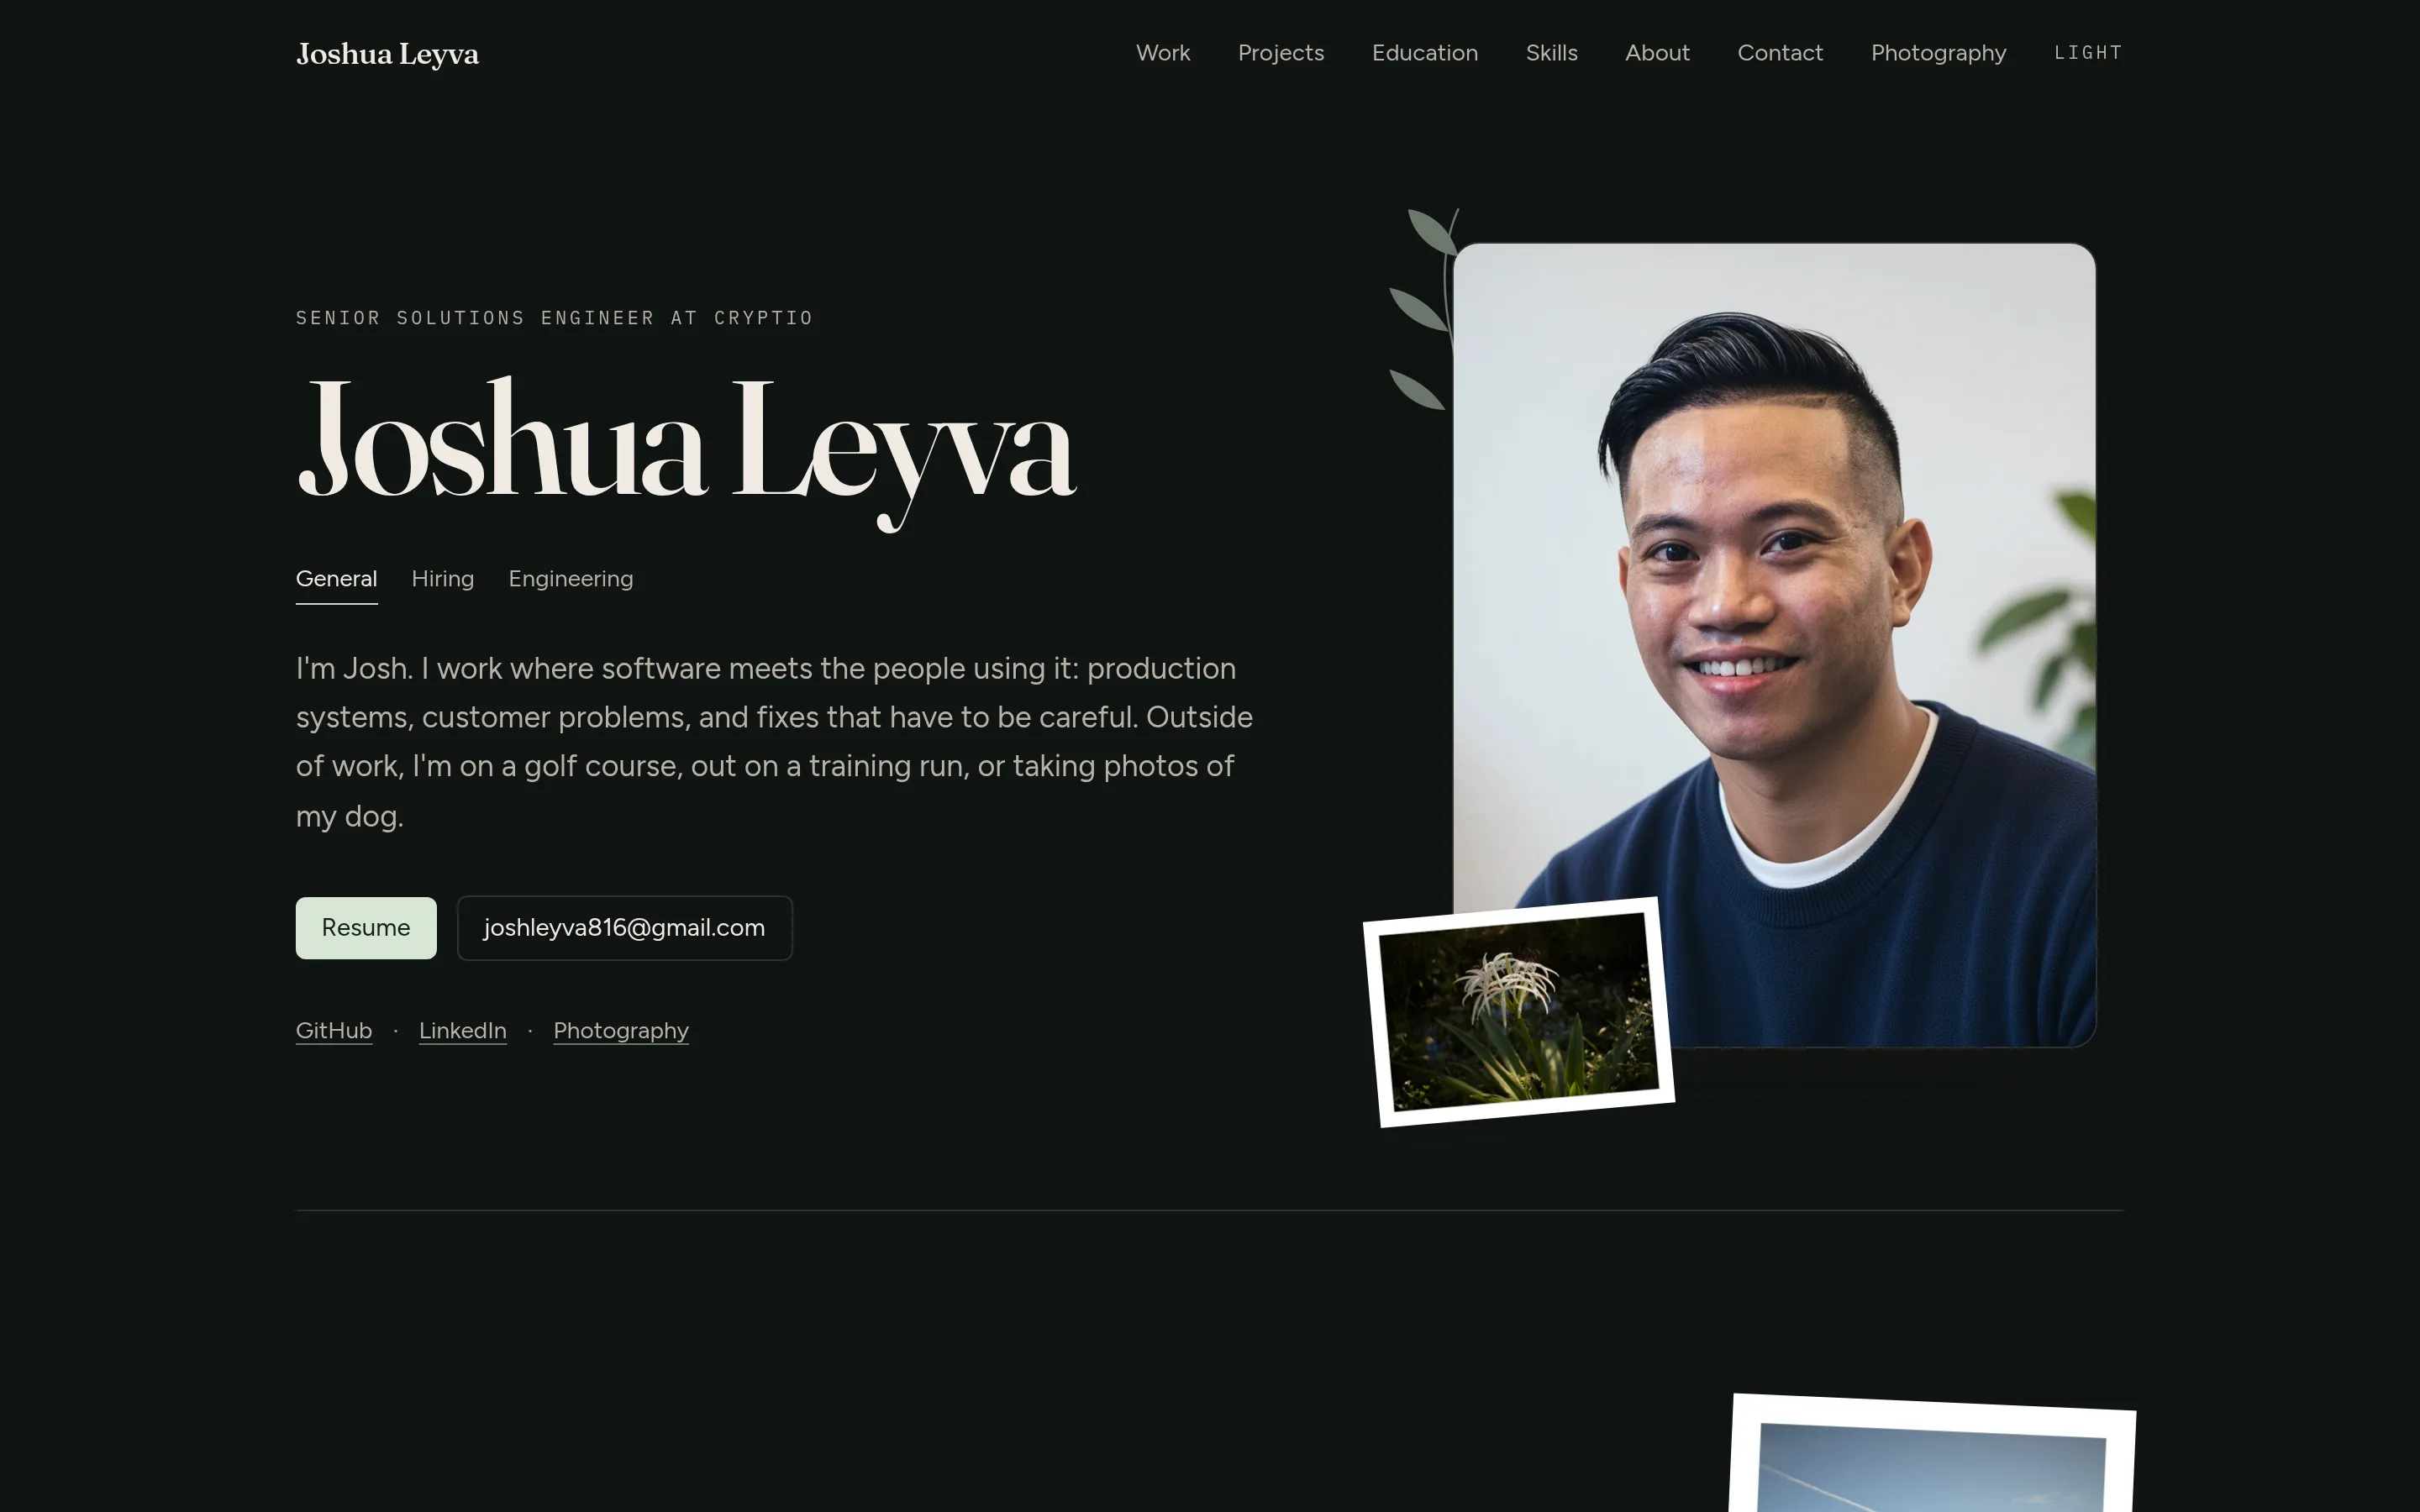 Joshua Leyva
Work Projects Education Skills About Contact Photography LIGHT
SENIOR SOLUTIONS ENGINEER AT CRYPTIO
Joshua Leyva
General Hiring Engineering
I'm Josh. I work where software meets the people using it: production
systems, customer problems, and fixes that have to be careful. Outside
of work, I'm on a golf course, out on a training run, or taking photos of
my dog.
Resume joshleyva816@gmail.com
GitHub · LinkedIn · Photography